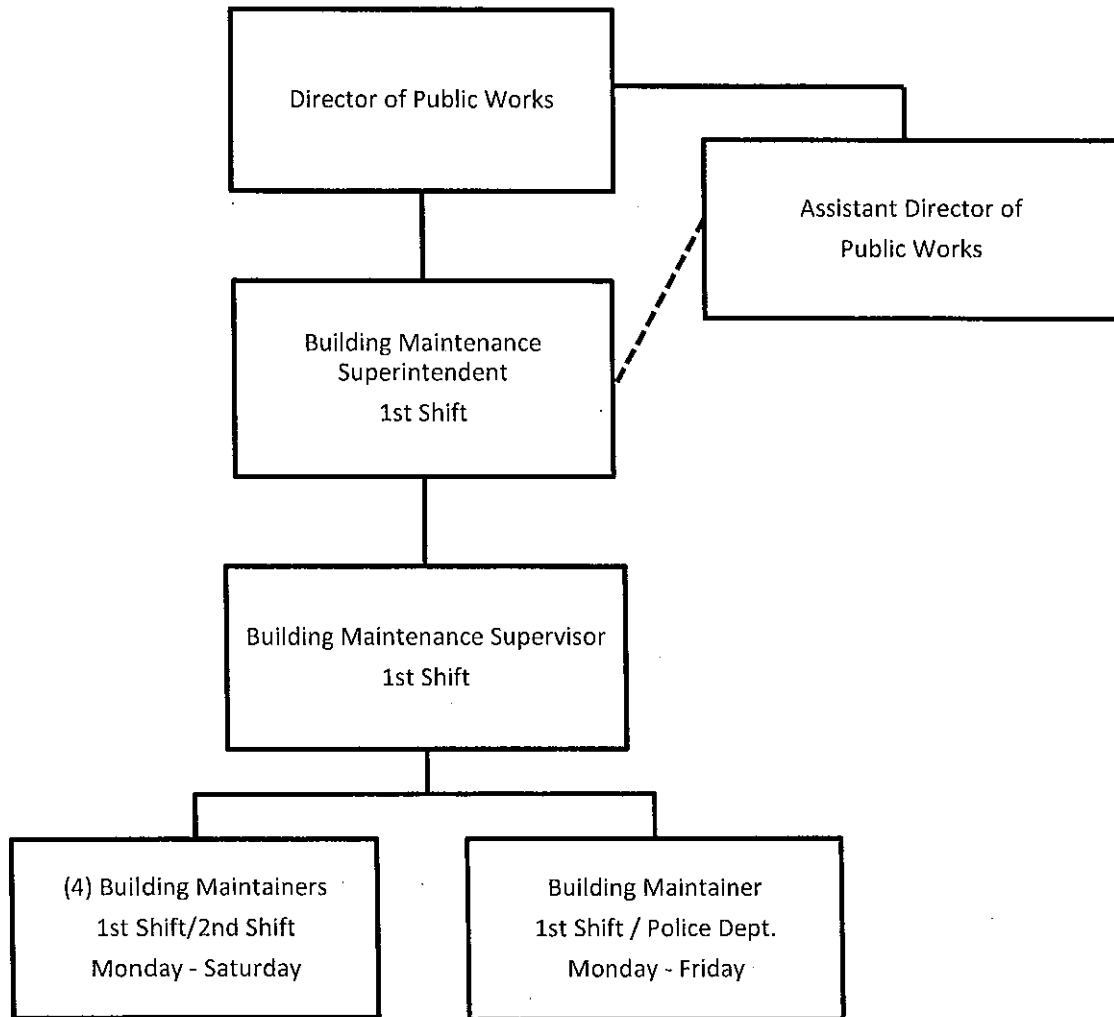 Director of Public Works
Assistant Director of
Public Works
Building Maintenance
Superintendent
1st Shift
Building Maintenance Supervisor
1st Shift
(4) Building Maintainers
1st Shift/2nd Shift
Monday - Saturday
Building Maintainer
1st Shift / Police Dept.
Monday - Friday